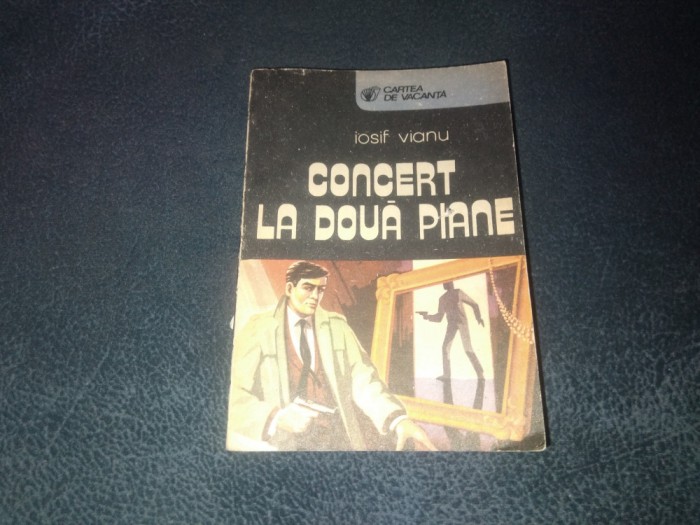 CARTEA
DE VACANȚA
iosif vianu
CONCERT
LA DOUĂ PIANE